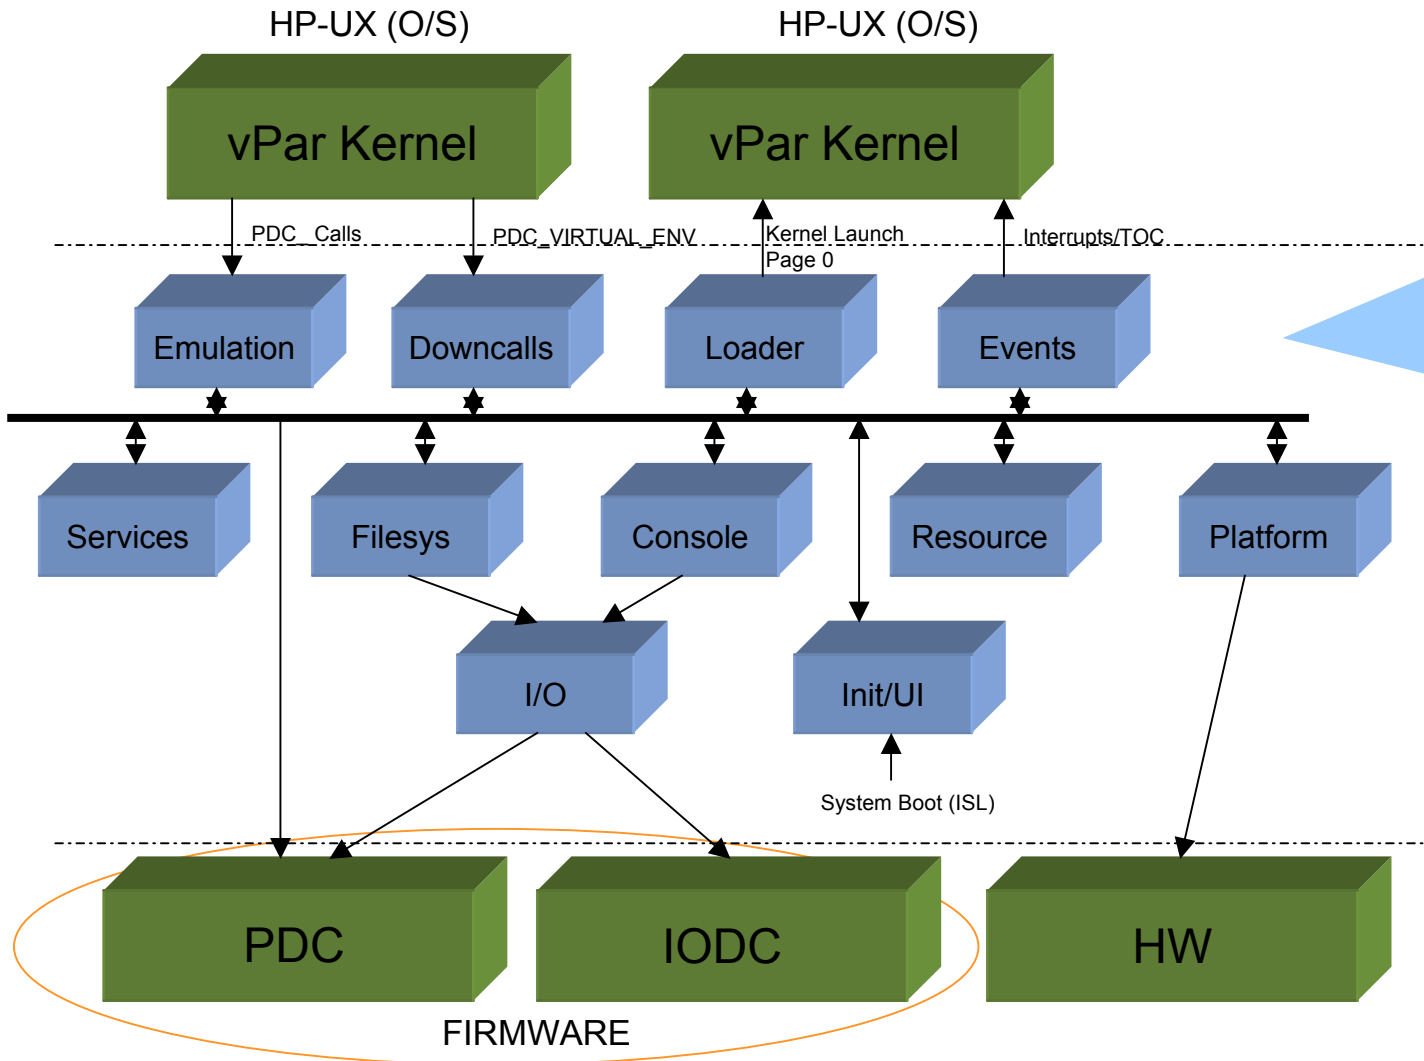 HP-UX (O/S)
HP-UX (O/S)
vPar Kernel
vPar Kernel
PDC_ Calls
PDC_VIRTUAL_ENV
Kernel Launch
Page 0
Interrupts/TOC
Emulation
Downcalls
Loader
Events
Services
Filesys
Console
Resource
Platform
I/O
Init/UI
System Boot (ISL)
PDC
IODC
HW
FIRMWARE